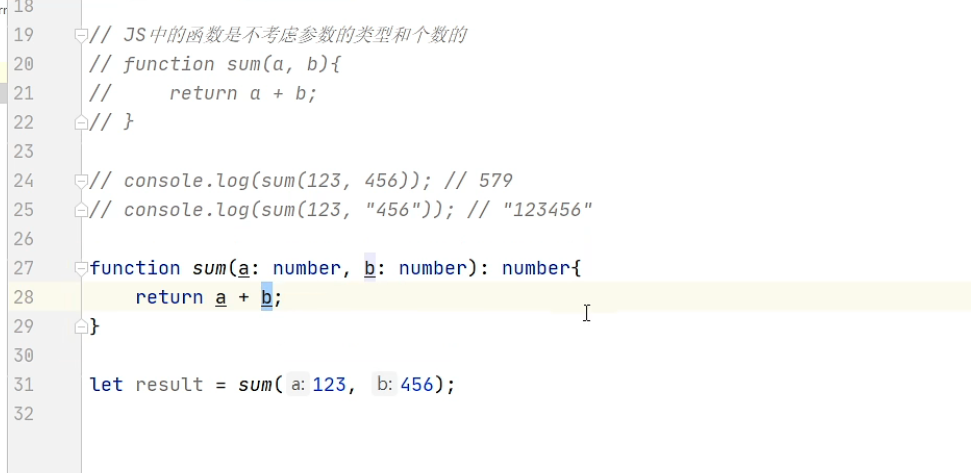 18
19 // JS中的函数是不考虑参数的类型和个数的
20 // function sum(a, b){
21 //     return a + b;
22 // }
23
24 // console.log(sum(123, 456)); // 579
25 // console.log(sum(123, "456")); // "123456"
26
27 function sum(a: number, b: number): number{
28     return a + b;
29 }
30
31 let result = sum( a: 123,  b: 456);
32